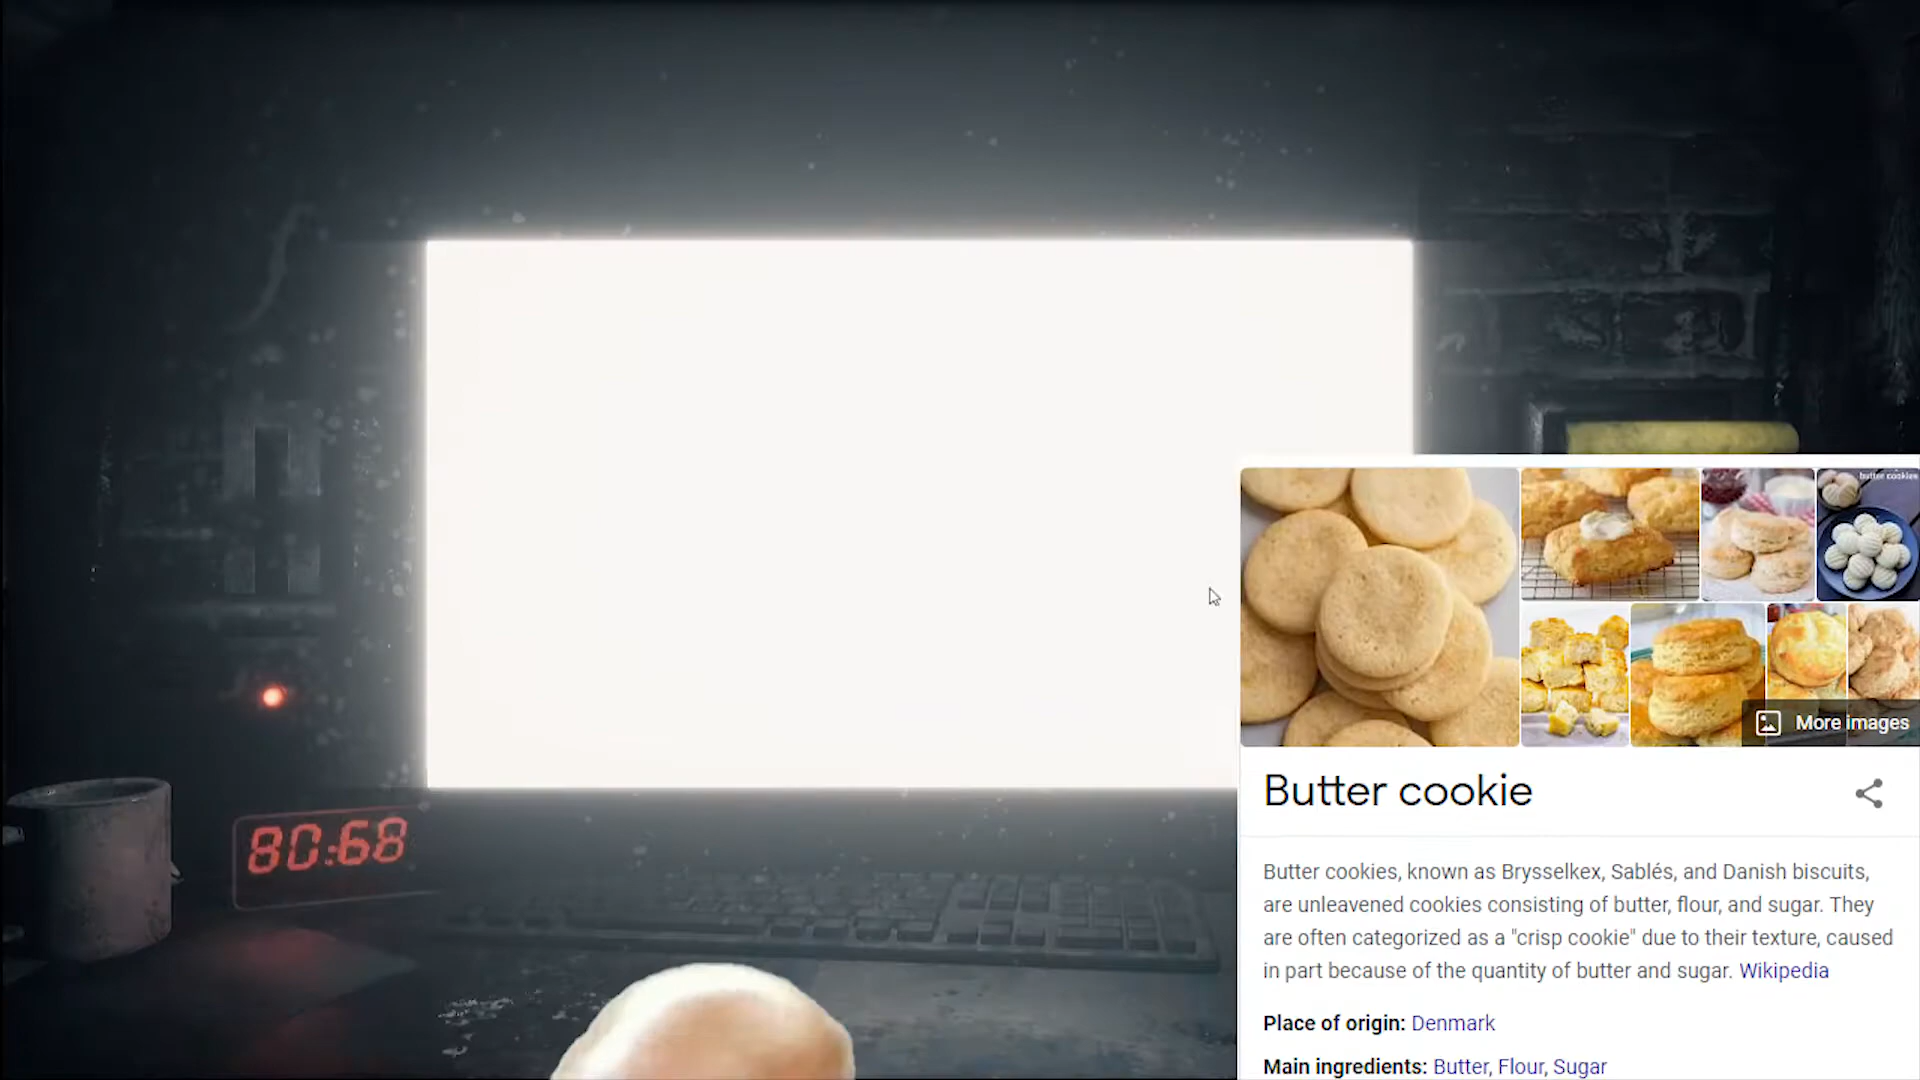 butter cookies
More images
Butter cookie
80:68
Butter cookies, known as Brysselkex, Sablés, and Danish biscuits,
are unleavened cookies consisting of butter, flour, and sugar. They
are often categorized as a "crisp cookie" due to their texture, caused
in part because of the quantity of butter and sugar. Wikipedia
Place of origin: Denmark
Main ingredients: Butter, Flour, Sugar